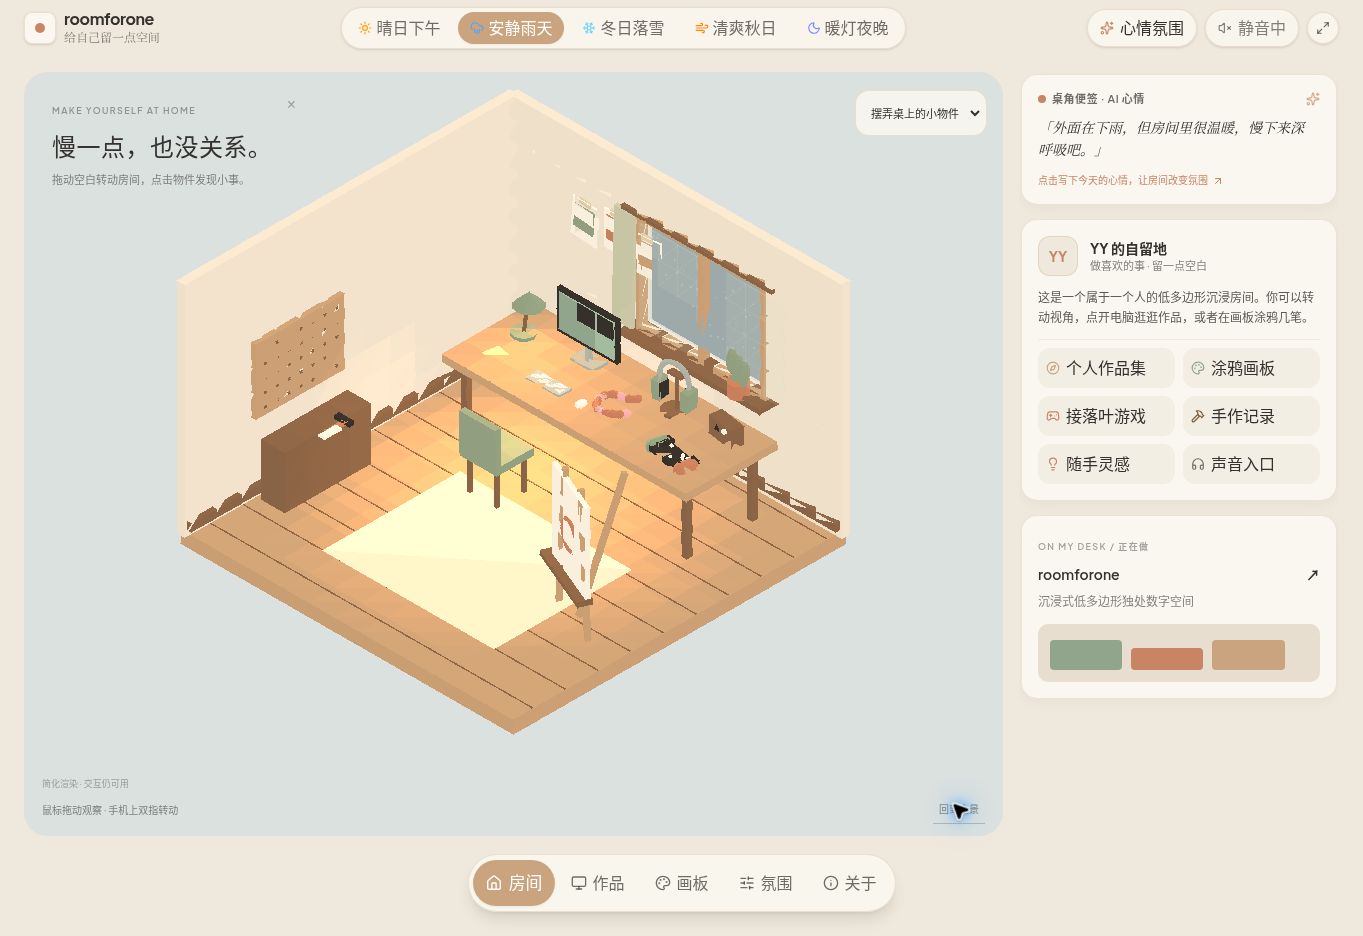 roomforone
给自己留一点空间
晴日下午
安静雨天
冬日落雪
清爽秋日
暖灯夜晚
心情氛围
静音中
MAKE YOURSELF AT HOME
×
慢一点，也没关系。
拖动空白转动房间，点击物件发现小事。
摆弄桌上的小物件
简化渲染 · 交互仍可用
鼠标拖动观察 · 手机上双指转动
桌角便签 · AI 心情
「外面在下雨，但房间里很温暖，慢下来深
呼吸吧。」
点击写下今天的心情，让房间改变氛围
YY
YY 的自留地
做喜欢的事 · 留一点空白
这是一个属于一个人的低多边形沉浸房间。你可以转
动视角，点开电脑逛逛作品，或者在画板涂鸦几笔。
个人作品集
涂鸦画板
接落叶游戏
手作记录
随手灵感
声音入口
ON MY DESK / 正在做
roomforone
沉浸式低多边形独处数字空间
房间
作品
画板
氛围
关于